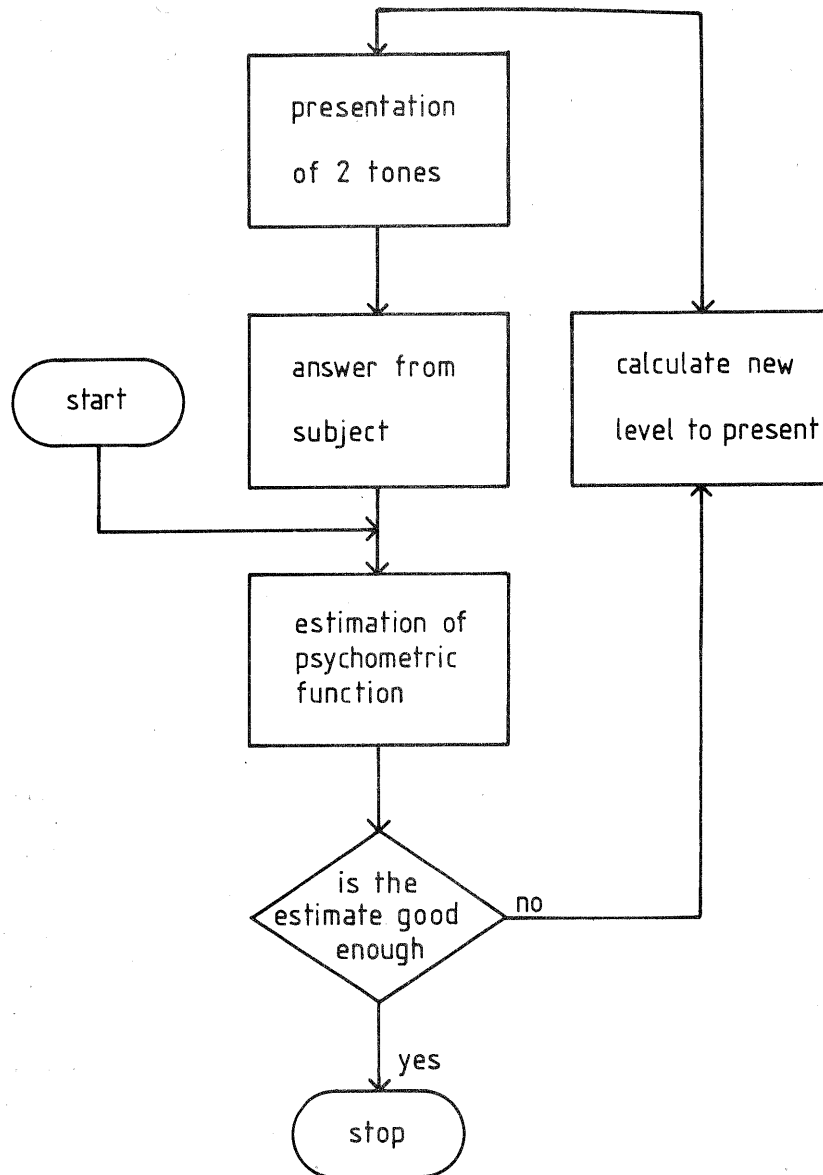 presentation
of 2 tones
answer from
subject
calculate new
level to present
start
estimation of
psychometric
function
is the
estimate good
enough
no
yes
stop